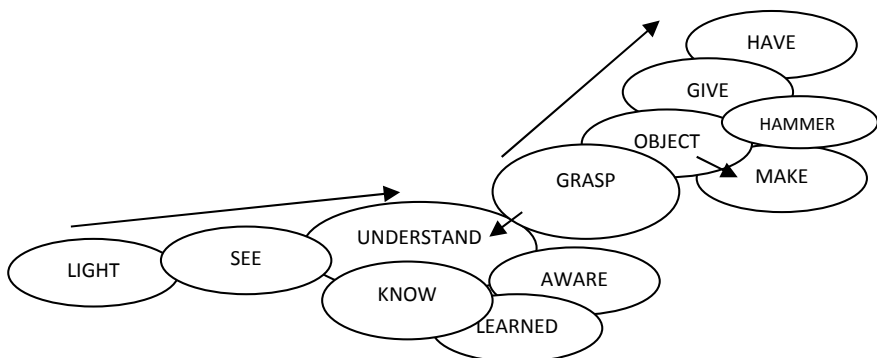 HAVE
GIVE
HAMMER
OBJECT
MAKE
GRASP
UNDERSTAND
SEE
LIGHT
AWARE
KNOW
LEARNED